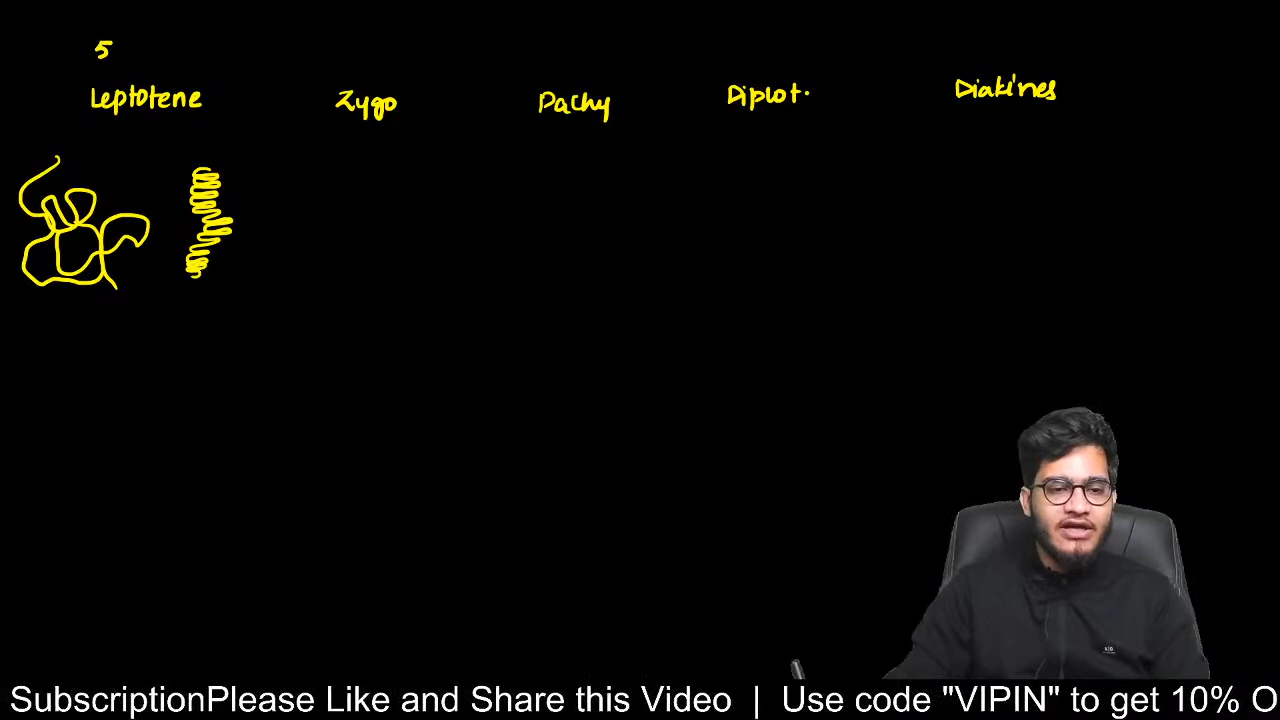 5
Leptotene Zygo Pachy Diplot. Diakines
SubscriptionPlease Like and Share this Video | Use code "VIPIN" to get 10% O